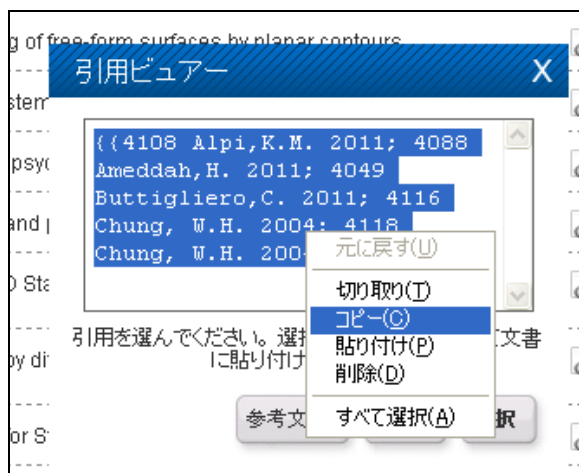 g of free-form surfaces by planar contours
引用ビュアー X
stem
{{4108 Alpi,K.M. 2011; 4088
Ameddah,H. 2011; 4049
psy
Buttigliero,C. 2011; 4116
and
Chung, W.H. 2004; 4118
Chung, W.H. 200
元に戻す(U)
切り取り(T)
コピー(C)
貼り付け(P)
削除(D)
すべて選択(A)
D Sta
引用を選んでください。選
文書
に貼り付け
by di
参考文
択
or S